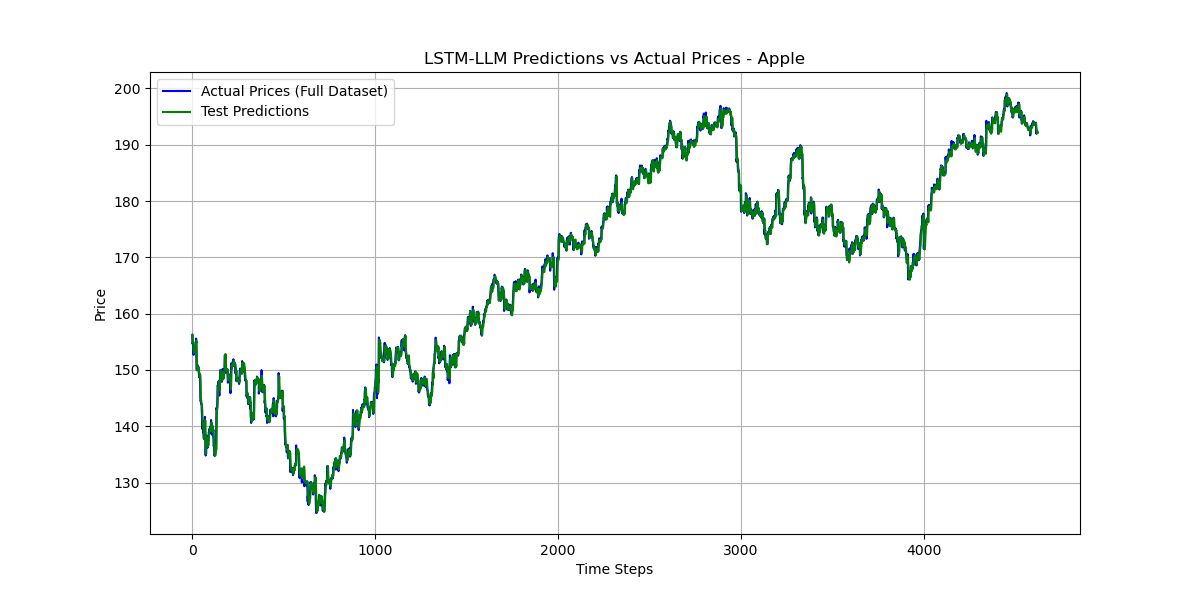 LSTM-LLM Predictions vs Actual Prices - Apple
Actual Prices (Full Dataset)
Test Predictions
Price
200
190
180
170
160
150
140
130
0 1000 2000 3000 4000
Time Steps